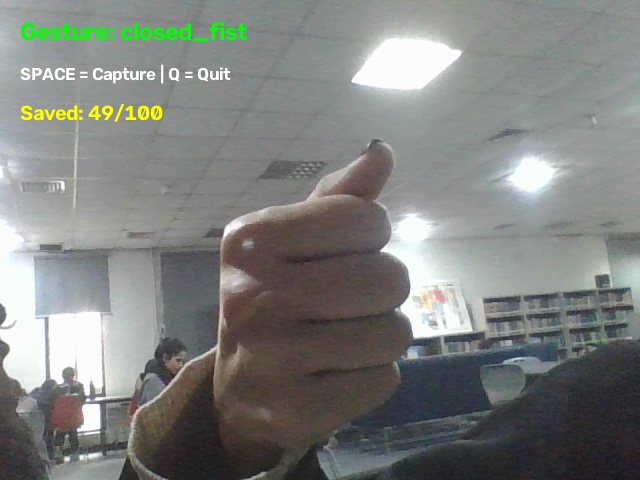 Gesture: closed_fist
SPACE = Capture | Q = Quit
Saved: 49/100